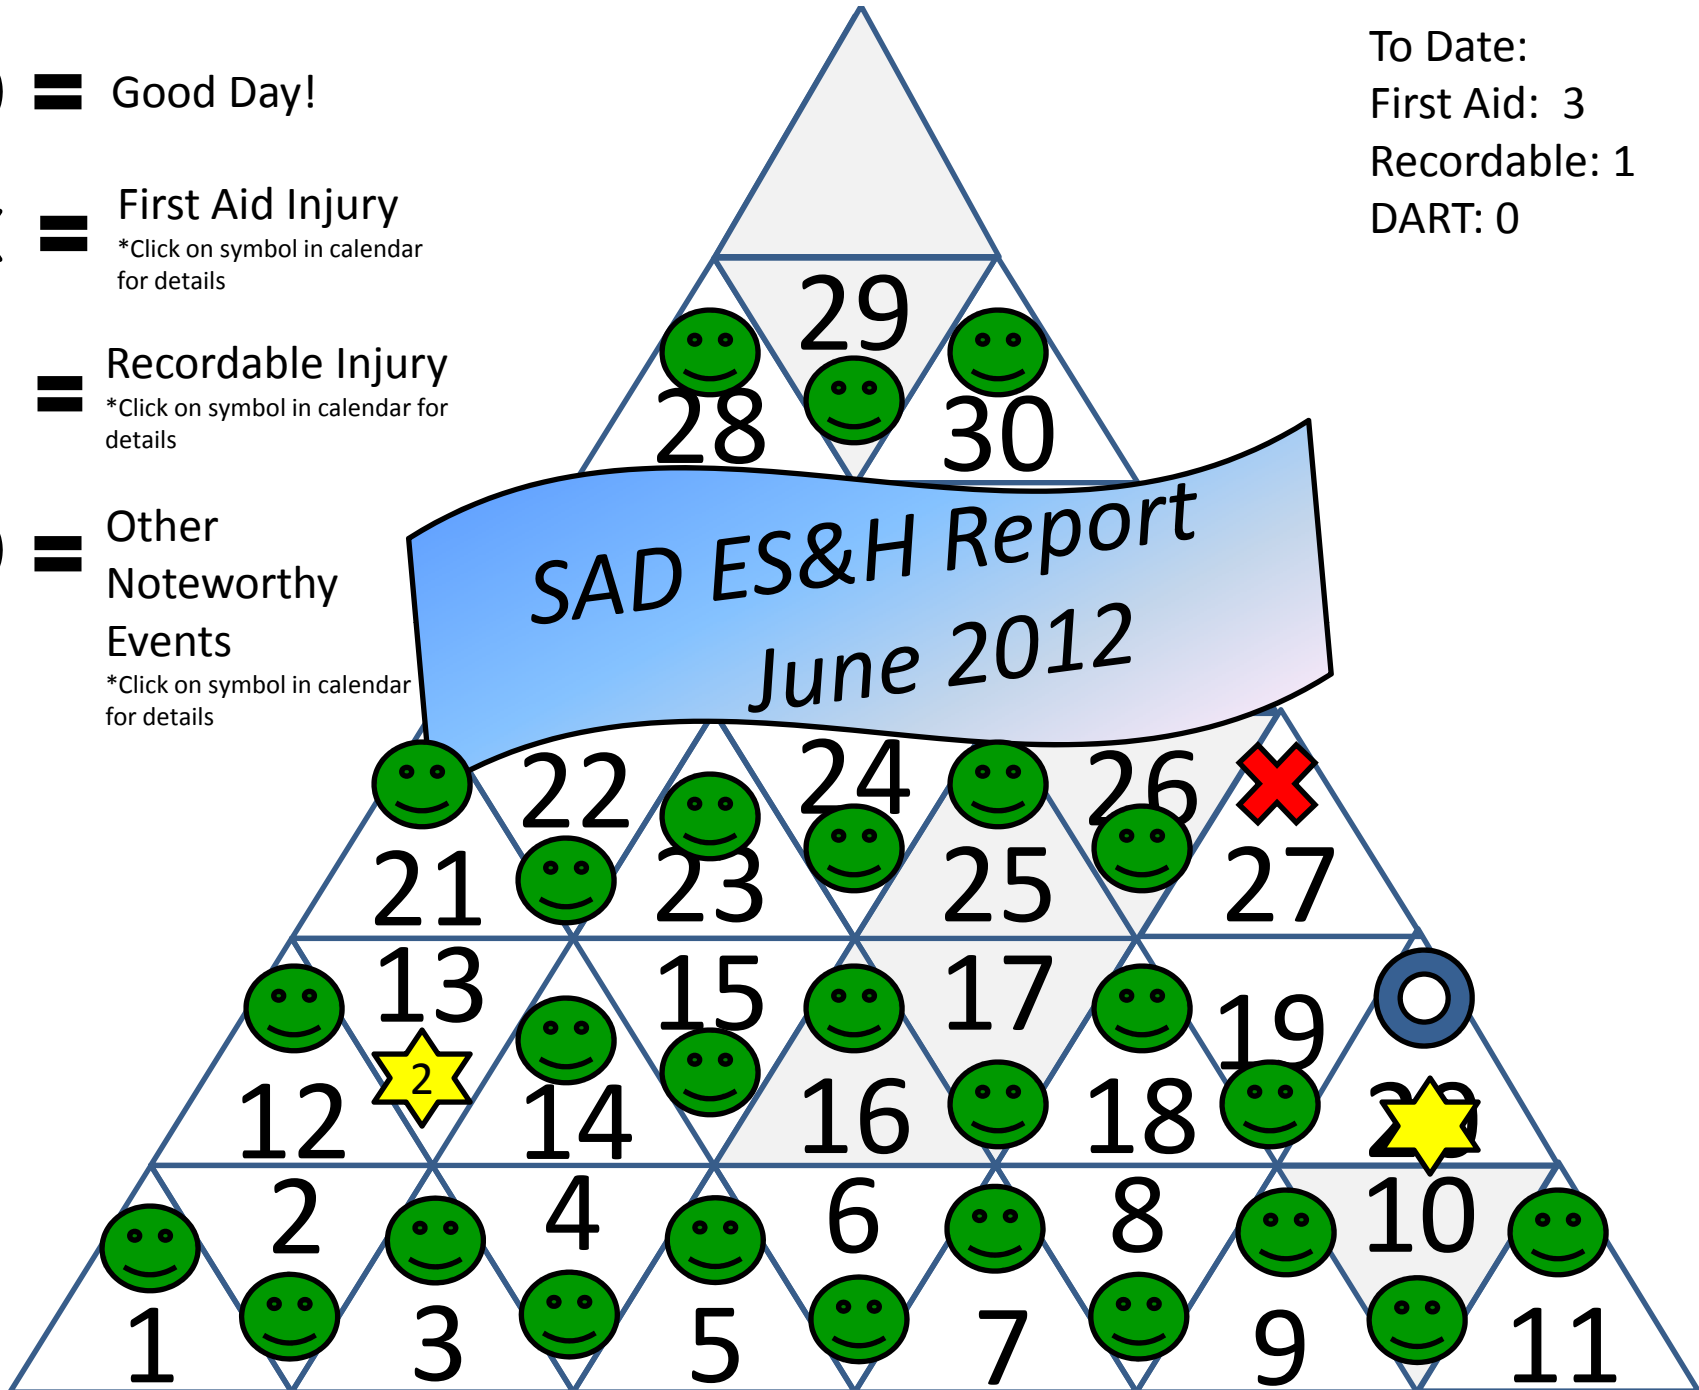 = Good Day!
= First Aid Injury
*Click on symbol in calendar
for details
= Recordable Injury
*Click on symbol in calendar for
details
= Other
Noteworthy
Events
*Click on symbol in calendar
for details
To Date:
First Aid: 3
Recordable: 1
DART: 0
29
28 30
SAD ES&H Report
June 2012
22 24 26
21 23 25 27
13 15 17 19
2
12 14 16 18
2 4 6 8 10
1 3 5 7 9 11